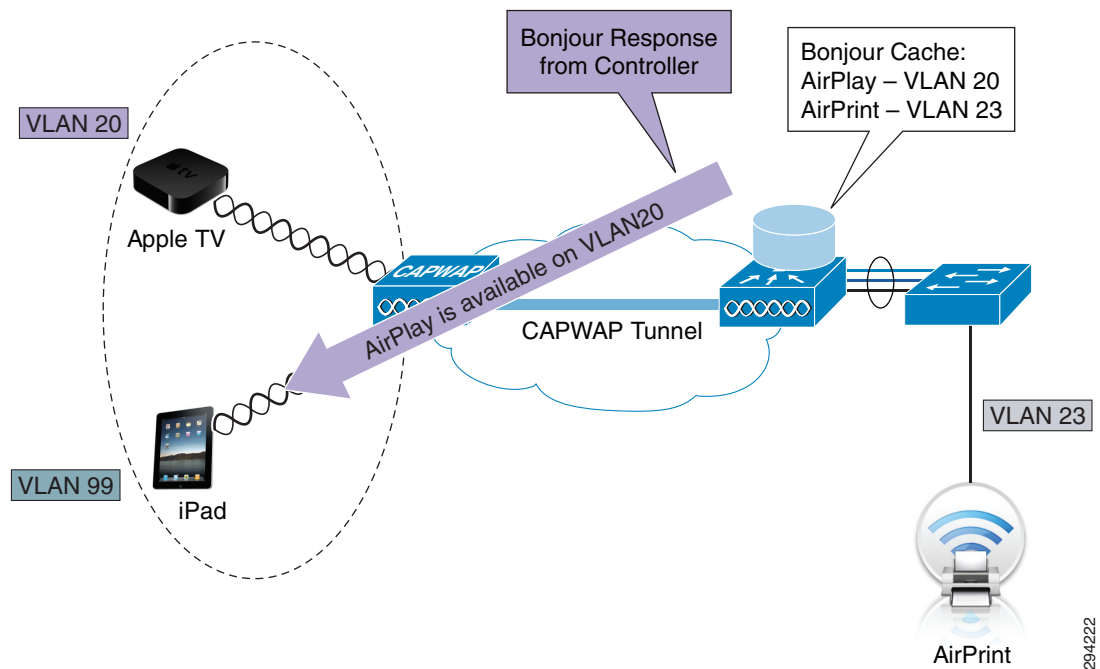 Bonjour Response
from Controller
Bonjour Cache:
AirPlay – VLAN 20
AirPrint – VLAN 23
VLAN 20
tv
Apple TV
CAPWAP
AirPlay is available on VLAN20
CAPWAP Tunnel
VLAN 23
VLAN 99
iPad
AirPrint
294222